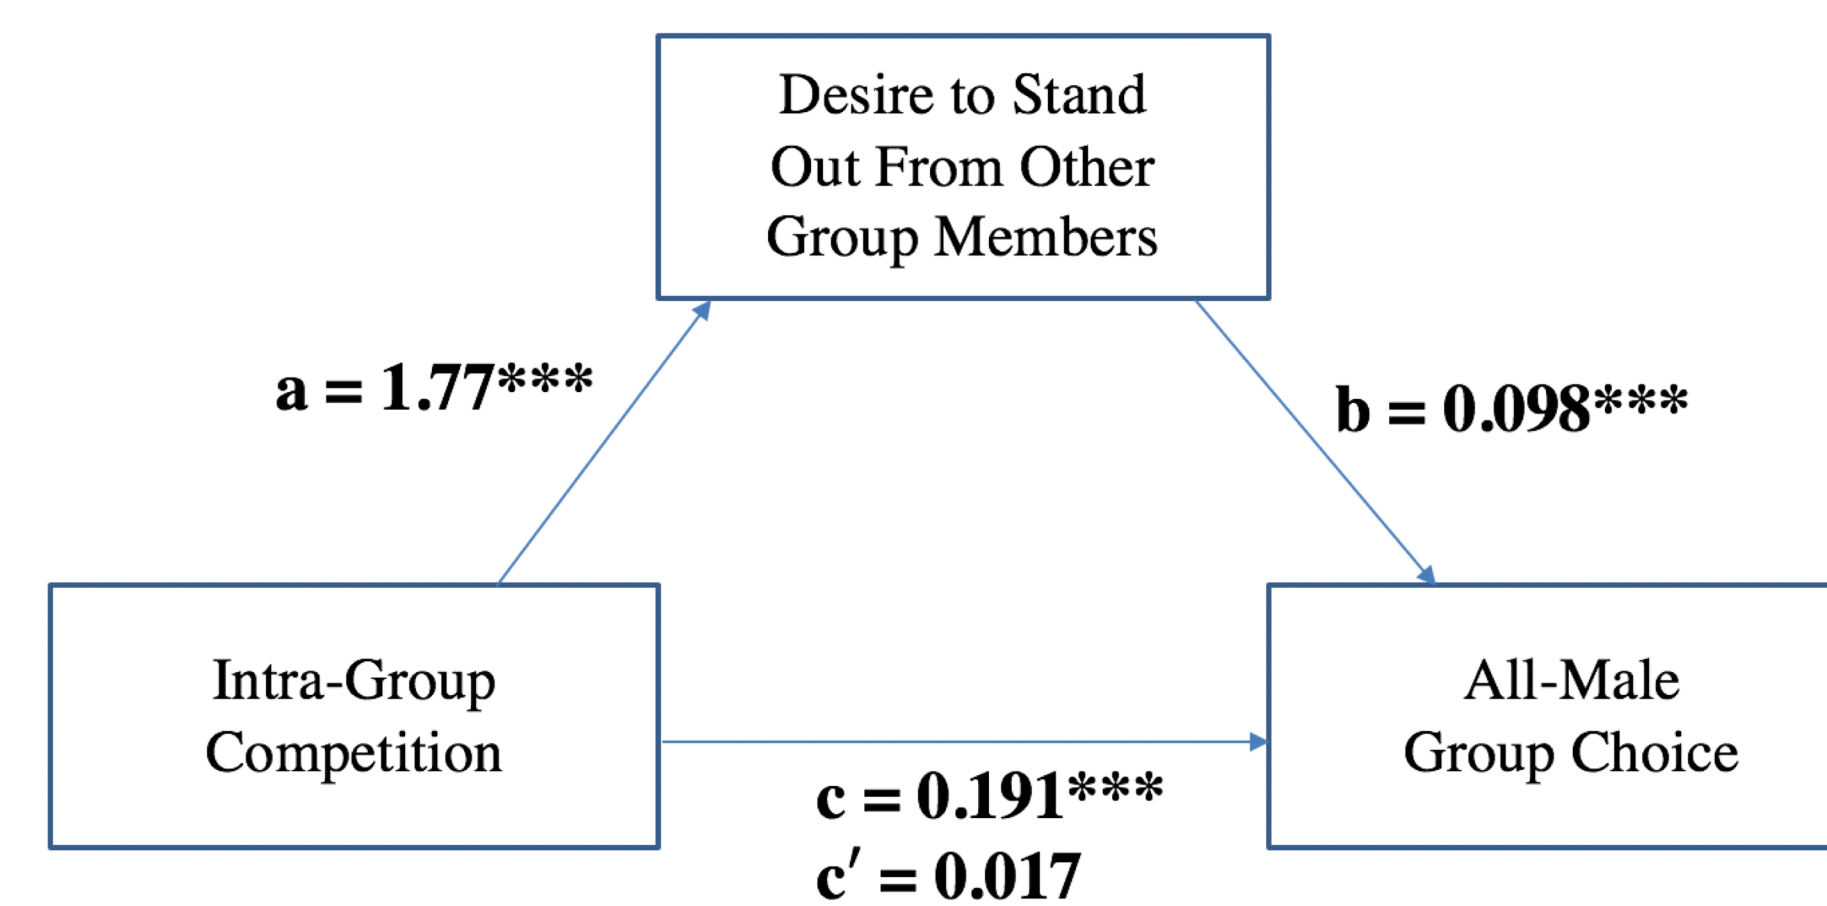 Desire to Stand
Out From Other
Group Members
a = 1.77***
b = 0.098***
Intra-Group
Competition
All-Male
Group Choice
c = 0.191***
c′ = 0.017